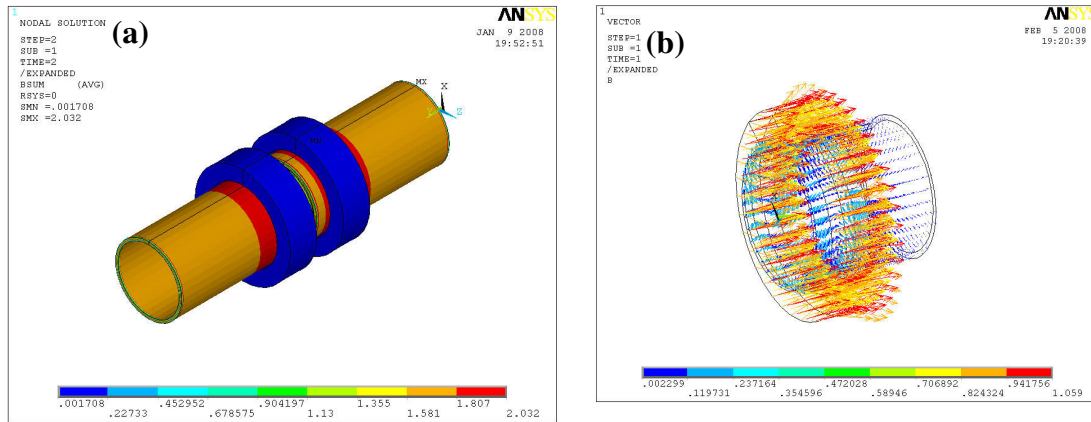 1
NODAL SOLUTION
STEP=2
SUB =1
TIME=2
/EXPANDED
BSUM (AVG)
RSYS=0
SMN =.001708
SMX =2.032
(a)
ANSYS
JAN 9 2008
19:52:51
MX
X
Y
Z
MN
.001708 .452952 .904197 1.355 1.807
.22733 .678575 1.13 1.581 2.032
1
VECTOR
STEP=1
SUB =1
TIME=1
/EXPANDED
B
(b)
ANSYS
FEB 5 2008
19:20:39
.002299 .237164 .472028 .706892 .941756
.119731 .354596 .58946 .824324 1.059